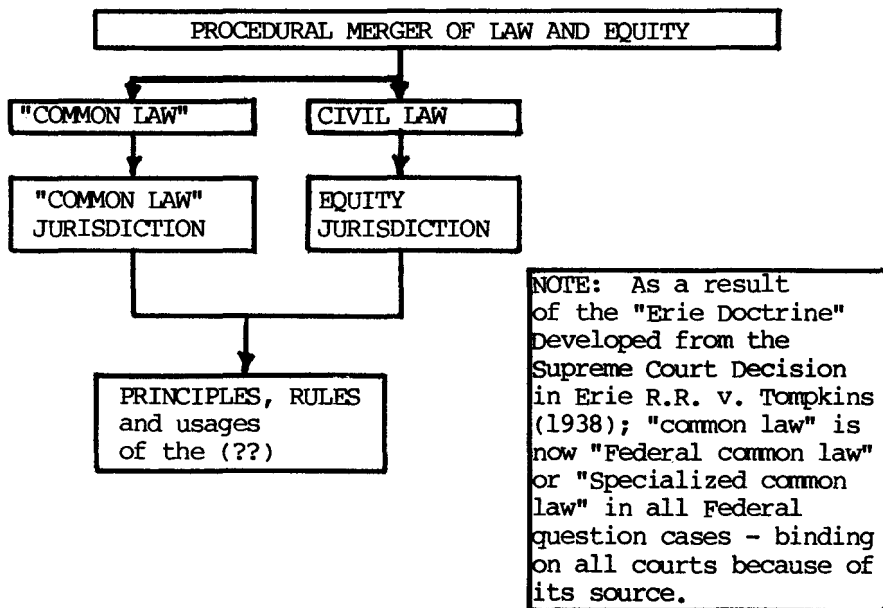 PROCEDURAL MERGER OF LAW AND EQUITY
"COMMON LAW"
CIVIL LAW
"COMMON LAW"
JURISDICTION
EQUITY
JURISDICTION
PRINCIPLES, RULES
and usages
of the (??)
NOTE: As a result
of the "Erie Doctrine"
Developed from the
Supreme Court Decision
in Erie R.R. v. Tompkins
(1938); "common law" is
now "Federal common law"
or "Specialized common
law" in all Federal
question cases - binding
on all courts because of
its source.